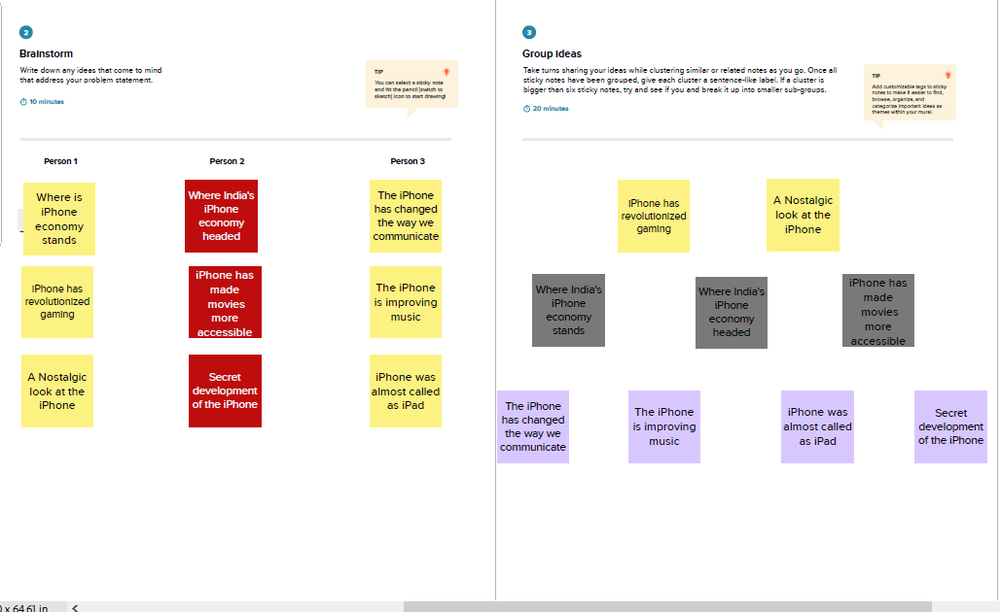 2
Brainstorm
Write down any ideas that come to mind
that address your problem statement.
10 minutes
TIP
You can select a sticky note
and hit the pencil (switch to
sketch) icon to start drawing!
Person 1
Person 2
Person 3
Where is
iPhone
economy
stands
Where India's
iPhone
economy
headed
The iPhone
has changed
the way we
communicate
iPhone has
revolutionized
gaming
iPhone has
made
movies
more
accessible
The iPhone
is improving
music
A Nostalgic
look at the
iPhone
Secret
development
of the iPhone
iPhone was
almost called
as iPad
3
Group Ideas
Take turns sharing your ideas while clustering similar or related notes as you go. Once all
sticky notes have been grouped, give each cluster a sentence-like label. If a cluster is
bigger than six sticky notes, try and see if you and break it up into smaller sub-groups.
20 minutes
TIP
Add customizable tags to sticky
notes to make it easier to find,
browse, organize, and
categorize important ideas as
themes within your mural.
iPhone has
revolutionized
gaming
A Nostalgic
look at the
iPhone
Where India's
iPhone
economy
stands
Where India's
iPhone
economy
headed
iPhone has
made
movies
more
accessible
The iPhone
has changed
the way we
communicate
The iPhone
is improving
music
iPhone was
almost called
as iPad
Secret
development
of the iPhone
x 64.61 in